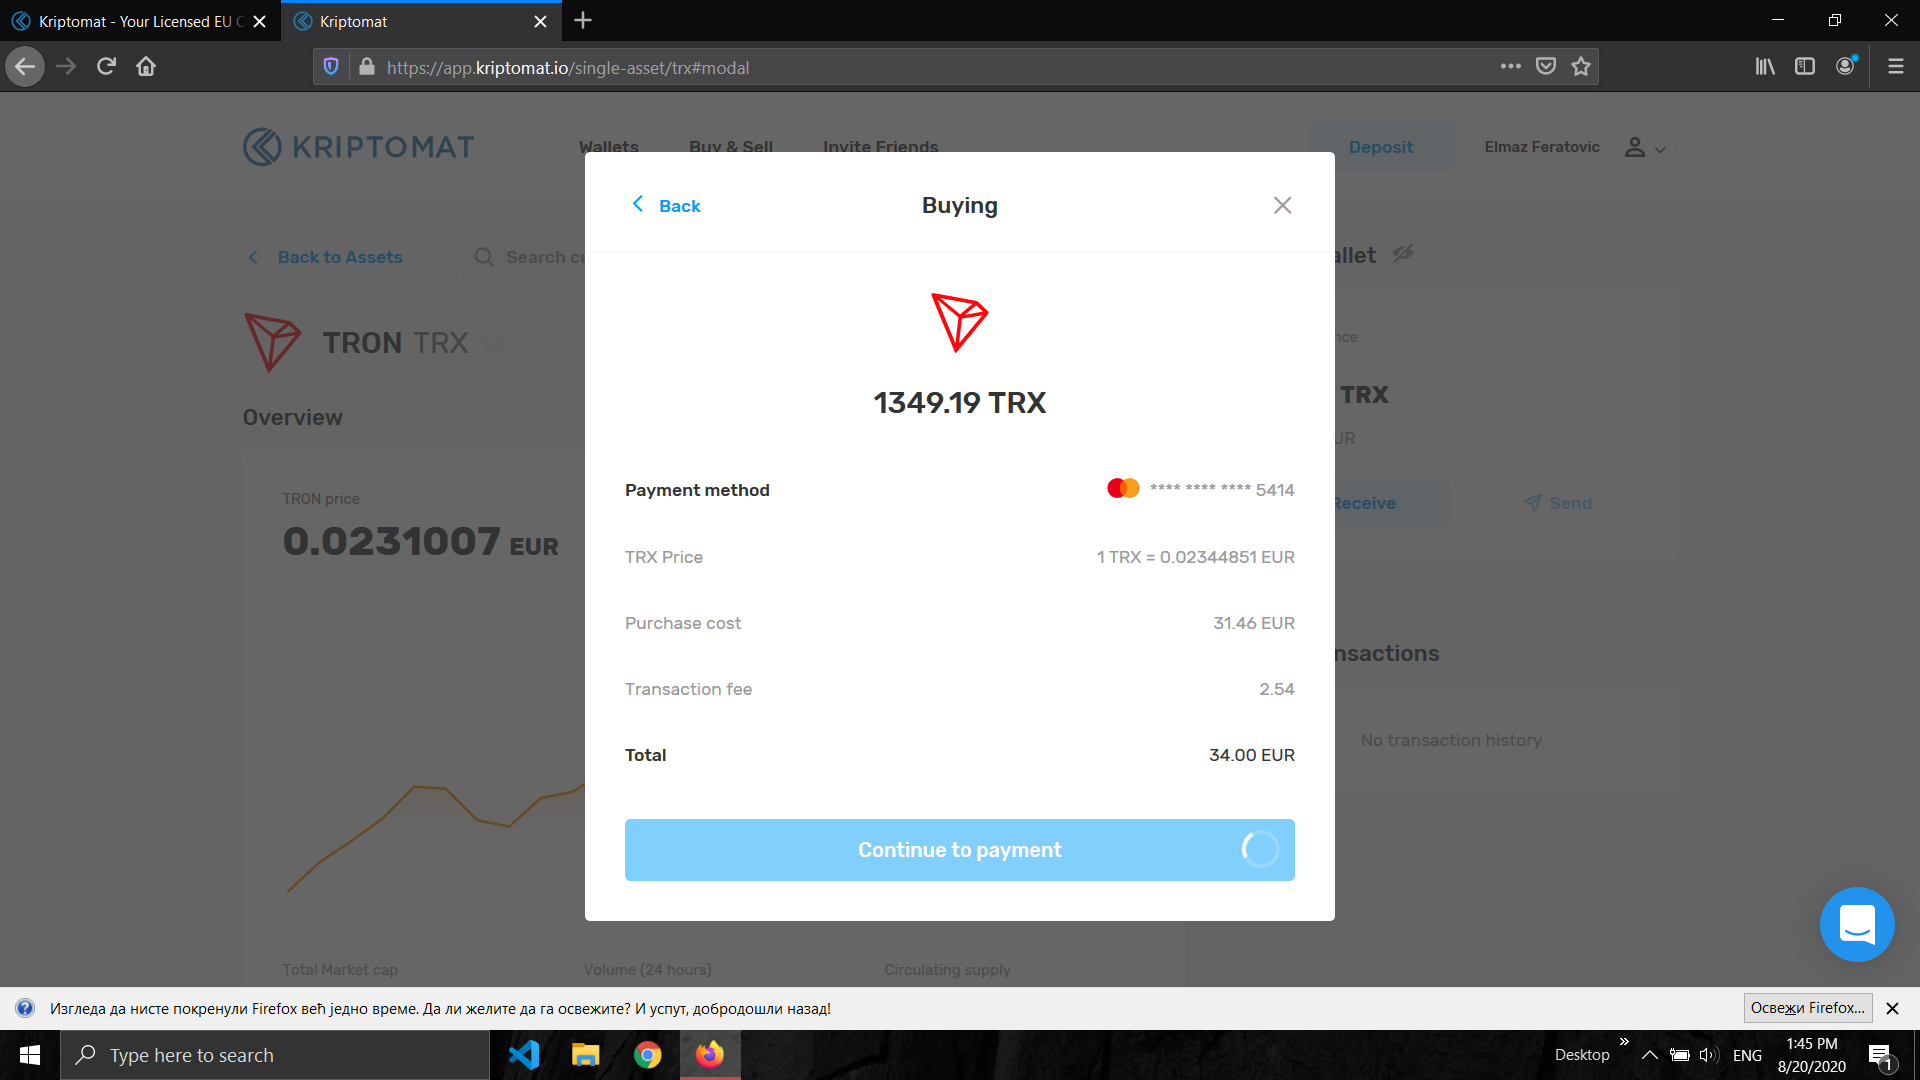 Kriptomat - Your Licensed EU C
Kriptomat
https://app.kriptomat.io/single-asset/trx#modal
KRIPTOMAT
Wallets
Buy & Sell
Invite Friends
Deposit
Elmaz Feratovic
Back
Buying
Back to Assets
Search cu
allet
TRON TRX
nce
1349.19 TRX
TRX
Overview
UR
Payment method
**** **** **** 5414
TRON price
Receive
Send
0.0231007 EUR
TRX Price
1 TRX = 0.02344851 EUR
Purchase cost
31.46 EUR
nsactions
Transaction fee
2.54
No transaction history
Total
34.00 EUR
Continue to payment
Total Market cap
Volume (24 hours)
Circulating supply
Изгледа да нисте покренули Firefox већ једно време. Да ли желите да га освежите? И успут, добродошли назад!
Освежи Firefox...
Type here to search
Desktop
ENG
1:45 PM
8/20/2020
1